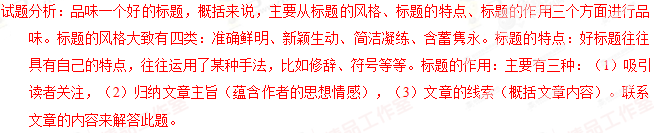 试题分析：品味一个好的标题，概括来说，主要从标题的风格、标题的特点、标题的作用三个方面进行品
味。标题的风格大致有四类：准确鲜明、新颖生动、简洁凝练、含蓄隽永。标题的特点：好标题往往
具有自己的特点，往往运用了某种手法，比如修辞、符号等等。标题的作用：主要有三种：（1）吸引
读者关注，（2）归纳文章主旨（蕴含作者的思想情感），（3）文章的线索（概括文章内容）。联系
文章的内容来解答此题。